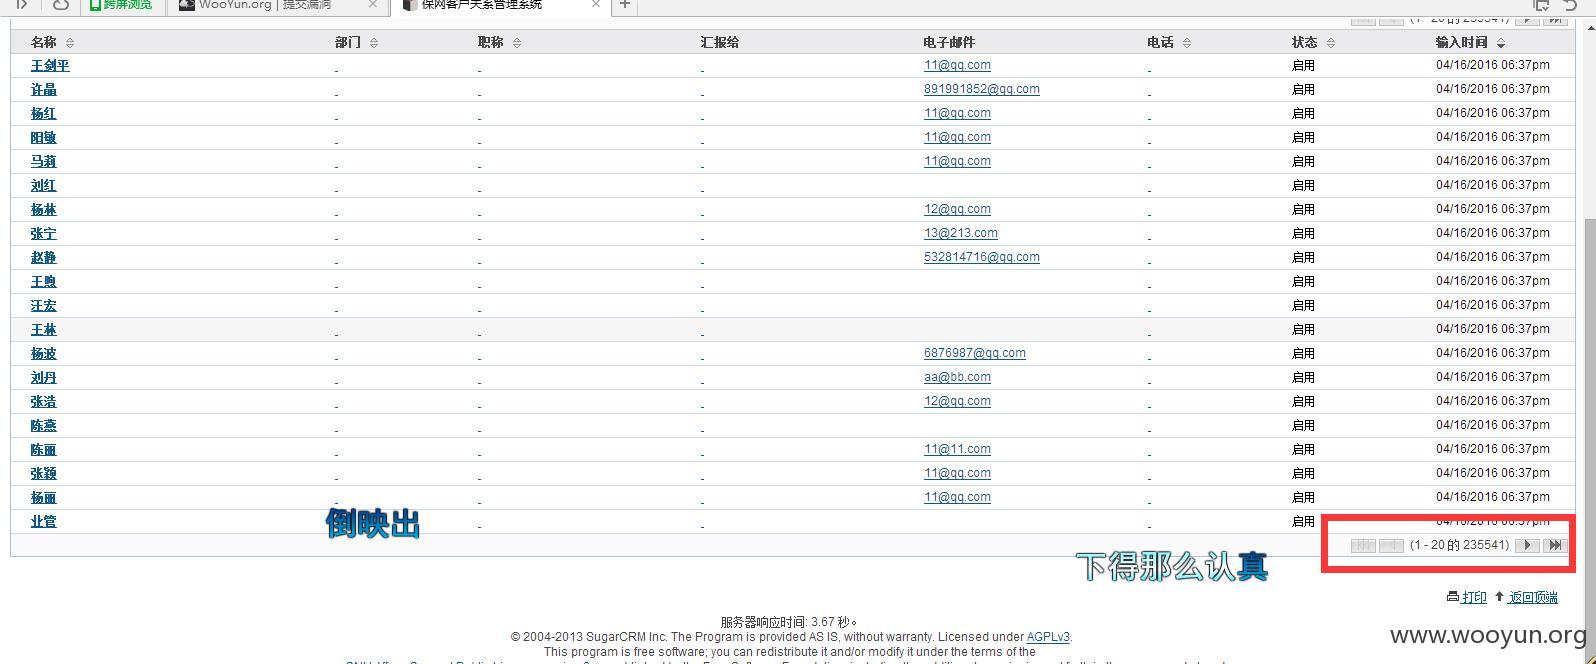 跨屏浏览 WooYun.org | 提交漏洞 × 保网客户关系管理系统 × +
(1 - 20 的 235541)
名称 部门 职称 汇报给 电子邮件 电话 状态 输入时间
王剑平 - - - 11@qq.com - 启用 04/16/2016 06:37pm
许晶 - - - 891991852@qq.com - 启用 04/16/2016 06:37pm
杨红 - - - 11@qq.com - 启用 04/16/2016 06:37pm
阳敏 - - - 11@qq.com - 启用 04/16/2016 06:37pm
马莉 - - - 11@qq.com - 启用 04/16/2016 06:37pm
刘红 - - - - 启用 04/16/2016 06:37pm
杨林 - - - 12@qq.com - 启用 04/16/2016 06:37pm
张宁 - - - 13@213.com - 启用 04/16/2016 06:37pm
赵静 - - - 532814716@qq.com - 启用 04/16/2016 06:37pm
王煦 - - - - 启用 04/16/2016 06:37pm
汪宏 - - - - 启用 04/16/2016 06:37pm
王林 - - - - 启用 04/16/2016 06:37pm
杨波 - - - 6876987@qq.com - 启用 04/16/2016 06:37pm
刘丹 - - - aa@bb.com - 启用 04/16/2016 06:37pm
张浩 - - - 12@qq.com - 启用 04/16/2016 06:37pm
陈燕 - - - - 启用 04/16/2016 06:37pm
陈丽 - - - 11@11.com - 启用 04/16/2016 06:37pm
张颖 - - - 11@qq.com - 启用 04/16/2016 06:37pm
杨丽 - - - 11@qq.com - 启用 04/16/2016 06:37pm
业管 - - - 启用 04/16/2016 06:37pm
倒映出
(1 - 20 的 235541)
下得那么认真
打印 返回顶端
服务器响应时间: 3.67 秒。
© 2004-2013 SugarCRM Inc. The Program is provided AS IS, without warranty. Licensed under AGPLv3.
www.wooyun.org
This program is free software; you can redistribute it and/or modify it under the terms of the